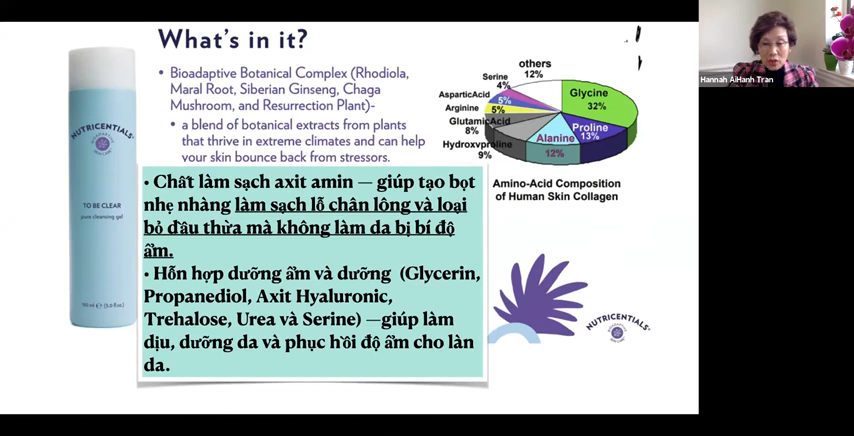 What's in it?
• Bioadaptive Botanical Complex (Rhodiola,
Maral Root, Siberian Ginseng, Chaga
Mushroom, and Resurrection Plant)-
• a blend of botanical extracts from plants
that thrive in extreme climates and can help
your skin bounce back from stressors.
• Chất làm sạch axit amin — giúp tạo bọt
nhẹ nhàng làm sạch lỗ chân lông và loại
bỏ dầu thừa mà không làm da bị bí độ
ẩm.
• Hỗn hợp dưỡng ẩm và dưỡng (Glycerin,
Propanediol, Axit Hyaluronic,
Trehalose, Urea và Serine) —giúp làm
dịu, dưỡng da và phục hồi độ ẩm cho làn
da.
NUTRICENTIALS
TO BE CLEAR
pure cleansing gel
others
12%
Serine
4%
AsparticAcid
5%
Arginine
5%
GlutamicAcid
8%
Hydroxyproline
9%
Alanine
12%
Proline
13%
Glycine
32%
Amino-Acid Composition
of Human Skin Collagen
NUTRICENTIALS
Hannah AiHanh Tran